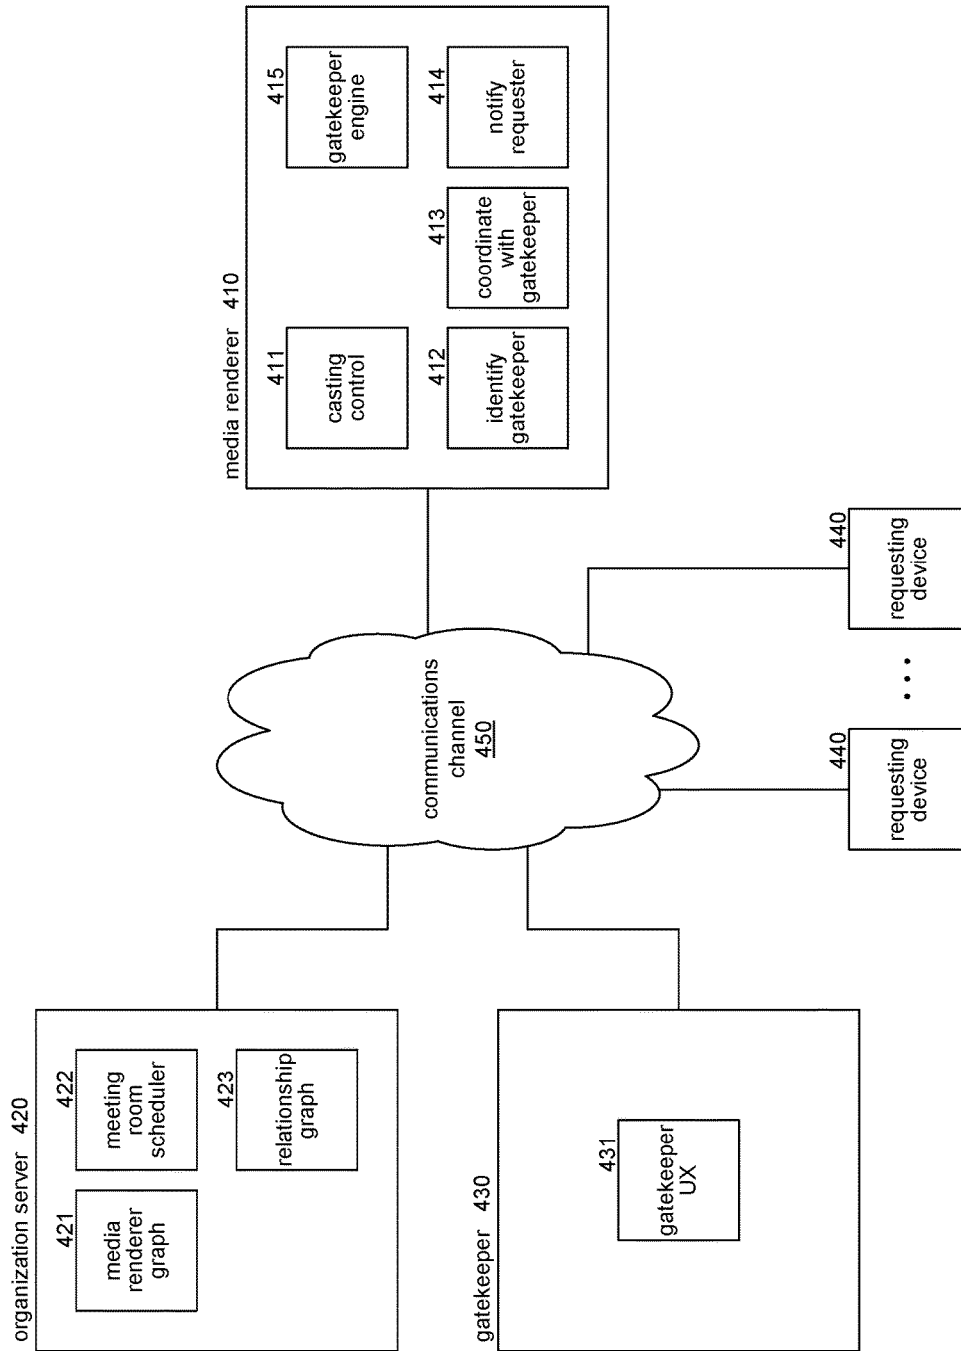 organization server 420
421
media
renderer
graph
422
meeting
room
scheduler
423
relationship
graph
gatekeeper 430
431
gatekeeper
UX
communications
channel
450
media renderer 410
411
casting
control
415
gatekeeper
engine
412
identify
gatekeeper
413
coordinate
with
gatekeeper
414
notify
requester
440
requesting
device
. . .
440
requesting
device